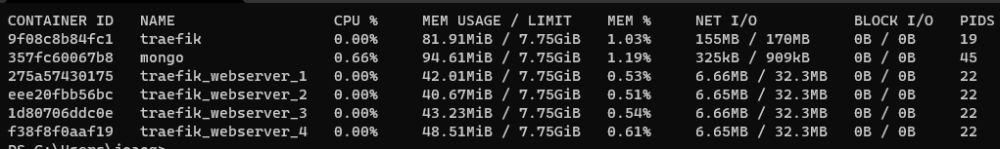 CONTAINER ID NAME CPU % MEM USAGE / LIMIT MEM % NET I/O BLOCK I/O PIDS
9f08c8b84fc1 traefik 0.00% 81.91MiB / 7.75GiB 1.03% 155MB / 170MB 0B / 0B 19
357fc60067b8 mongo 0.66% 94.61MiB / 7.75GiB 1.19% 325kB / 909kB 0B / 0B 45
275a57430175 traefik_webserver_1 0.00% 42.01MiB / 7.75GiB 0.53% 6.66MB / 32.3MB 0B / 0B 22
eee20fbb56bc traefik_webserver_2 0.00% 40.67MiB / 7.75GiB 0.51% 6.65MB / 32.3MB 0B / 0B 22
1d80706ddc0e traefik_webserver_3 0.00% 43.23MiB / 7.75GiB 0.54% 6.66MB / 32.3MB 0B / 0B 22
f38f8f0aaf19 traefik_webserver_4 0.00% 48.51MiB / 7.75GiB 0.61% 6.65MB / 32.3MB 0B / 0B 22